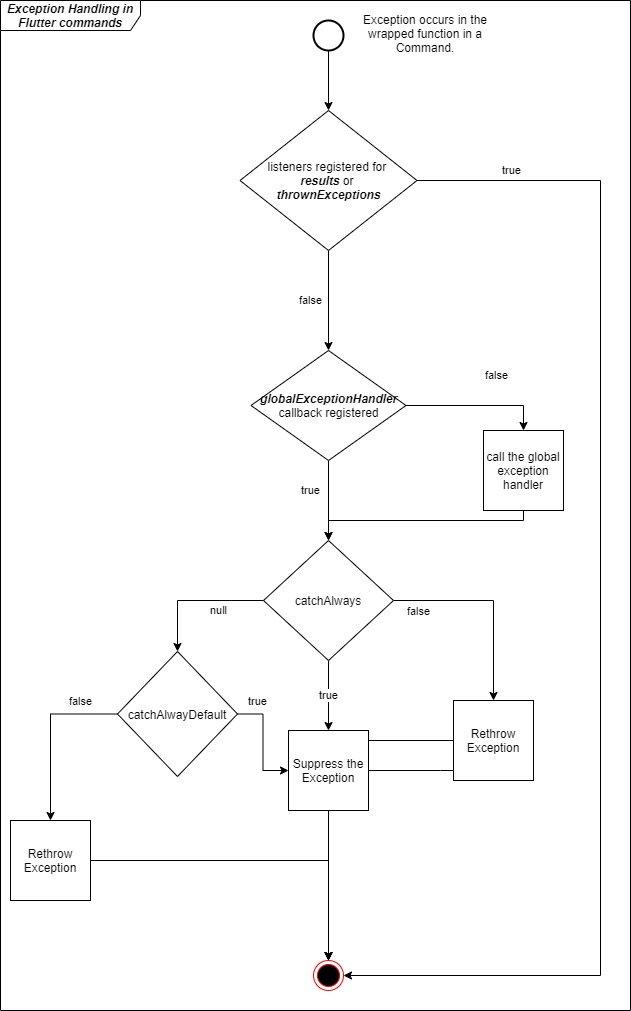 Exception Handling in
Flutter commands
Exception occurs in the
wrapped function in a
Command.
listeners registered for
results or
thrownExceptions
true
false
globalExceptionHandler
callback registered
false
call the global
exception
handler
true
catchAlways
null
false
true
catchAlwayDefault
false
true
Suppress the
Exception
Rethrow
Exception
Rethrow
Exception